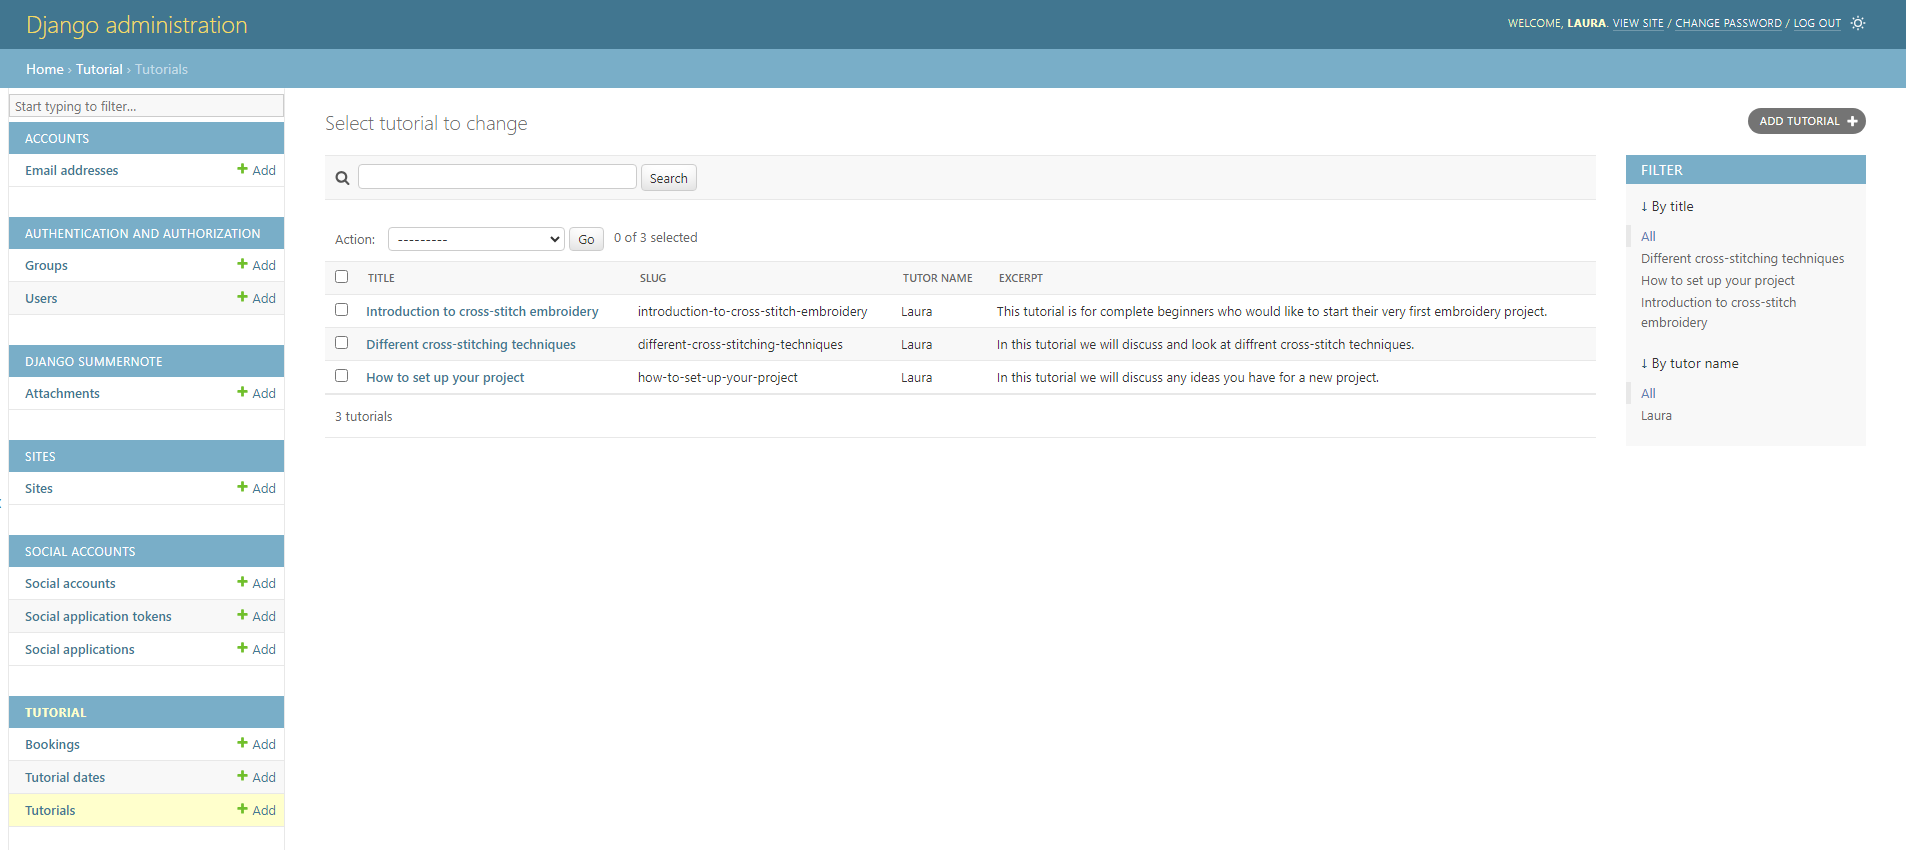 Django administration
WELCOME, LAURA. VIEW SITE / CHANGE PASSWORD / LOG OUT
Home › Tutorial › Tutorials
Start typing to filter...
ACCOUNTS
Email addresses
Add
AUTHENTICATION AND AUTHORIZATION
Groups
Add
Users
Add
DJANGO SUMMERNOTE
Attachments
Add
SITES
Sites
Add
SOCIAL ACCOUNTS
Social accounts
Add
Social application tokens
Add
Social applications
Add
TUTORIAL
Bookings
Add
Tutorial dates
Add
Tutorials
Add
Select tutorial to change
ADD TUTORIAL
Search
Action: --------- Go 0 of 3 selected
TITLE SLUG TUTOR NAME EXCERPT
Introduction to cross-stitch embroidery introduction-to-cross-stitch-embroidery Laura This tutorial is for complete beginners who would like to start their very first embroidery project.
Different cross-stitching techniques different-cross-stitching-techniques Laura In this tutorial we will discuss and look at diffrent cross-stitch techniques.
How to set up your project how-to-set-up-your-project Laura In this tutorial we will discuss any ideas you have for a new project.
3 tutorials
FILTER
↓ By title
All
Different cross-stitching techniques
How to set up your project
Introduction to cross-stitch
embroidery
↓ By tutor name
All
Laura